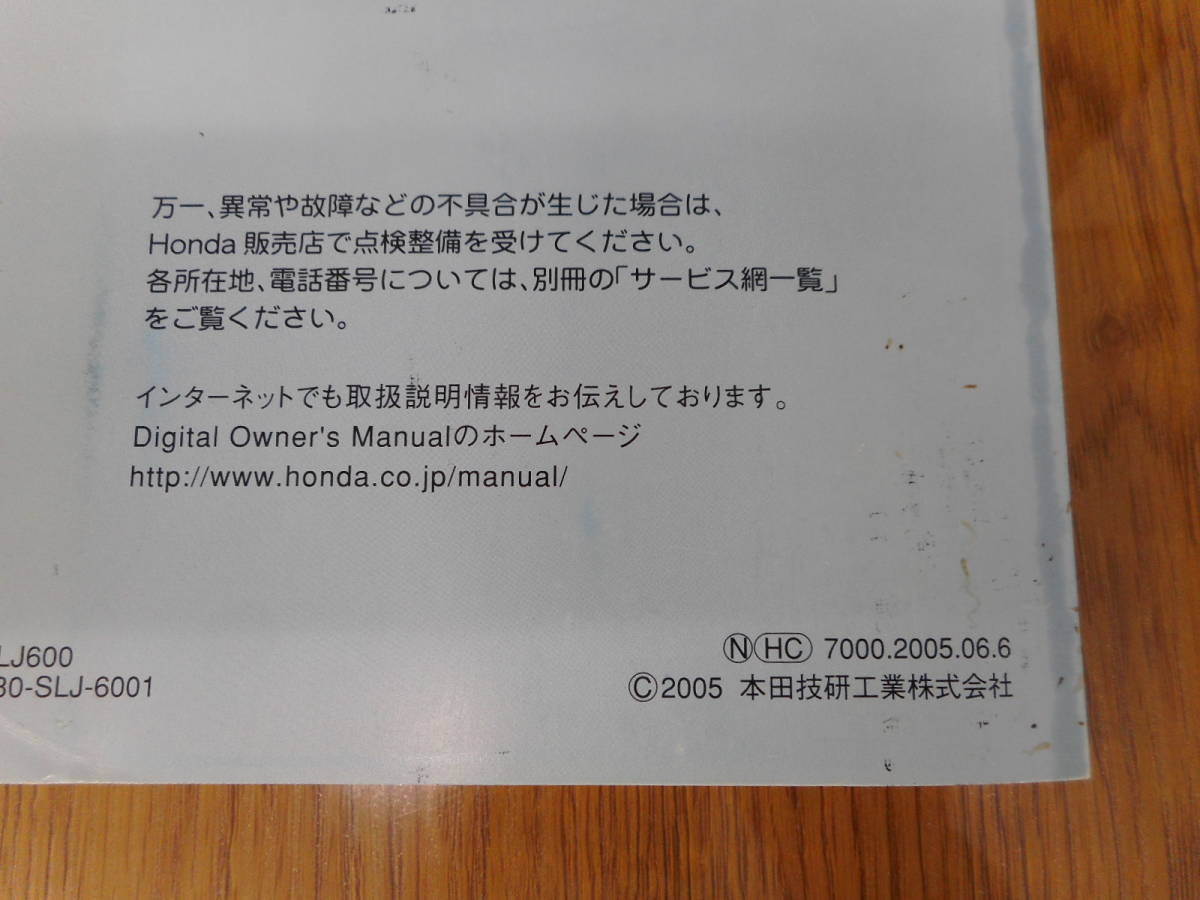 万一、異常や故障などの不具合が生じた場合は、
Honda 販売店で点検整備を受けてください。
各所在地、電話番号については、別冊の「サービス網一覧」
をご覧ください。
インターネットでも取扱説明情報をお伝えしております。
Digital Owner's Manualのホームページ
http://www.honda.co.jp/manual/
LJ600
30-SLJ-6001
Ⓝ HC 7000.2005.06.6
©2005 本田技研工業株式会社